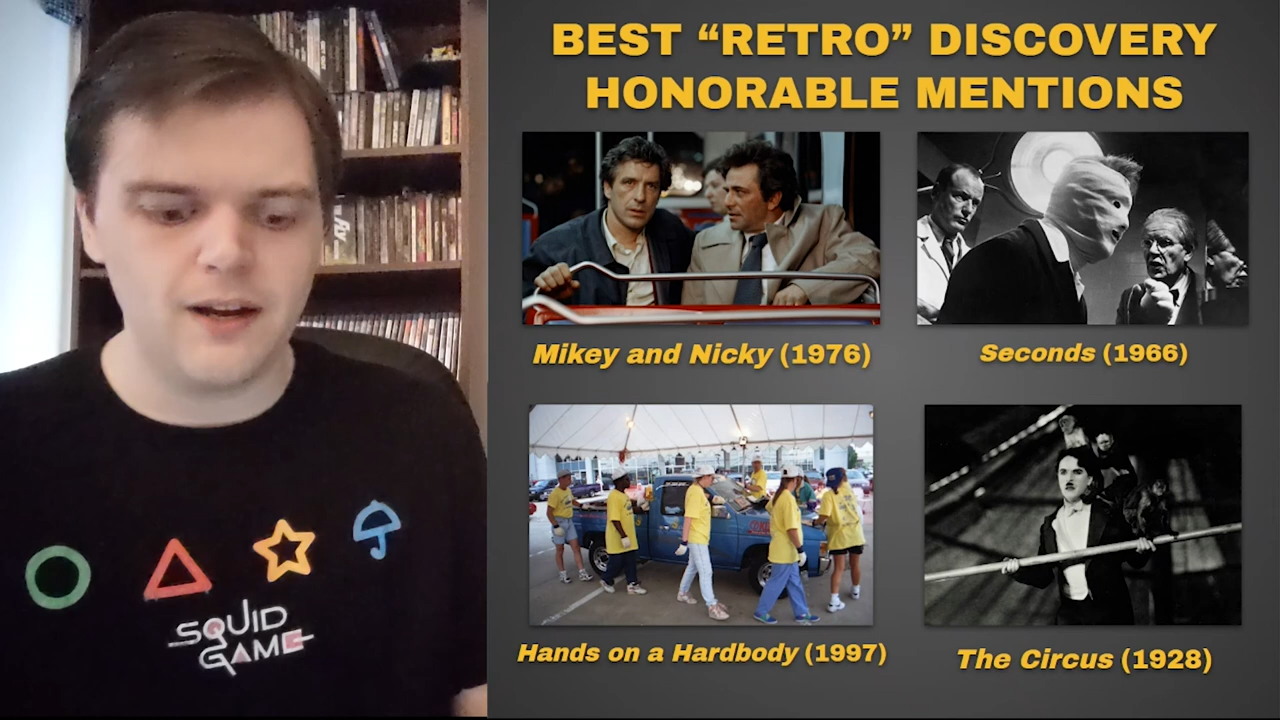 BEST “RETRO” DISCOVERY
HONORABLE MENTIONS
Mikey and Nicky (1976)
Seconds (1966)
Hands on a Hardbody (1997)
The Circus (1928)
SQUID
GAME